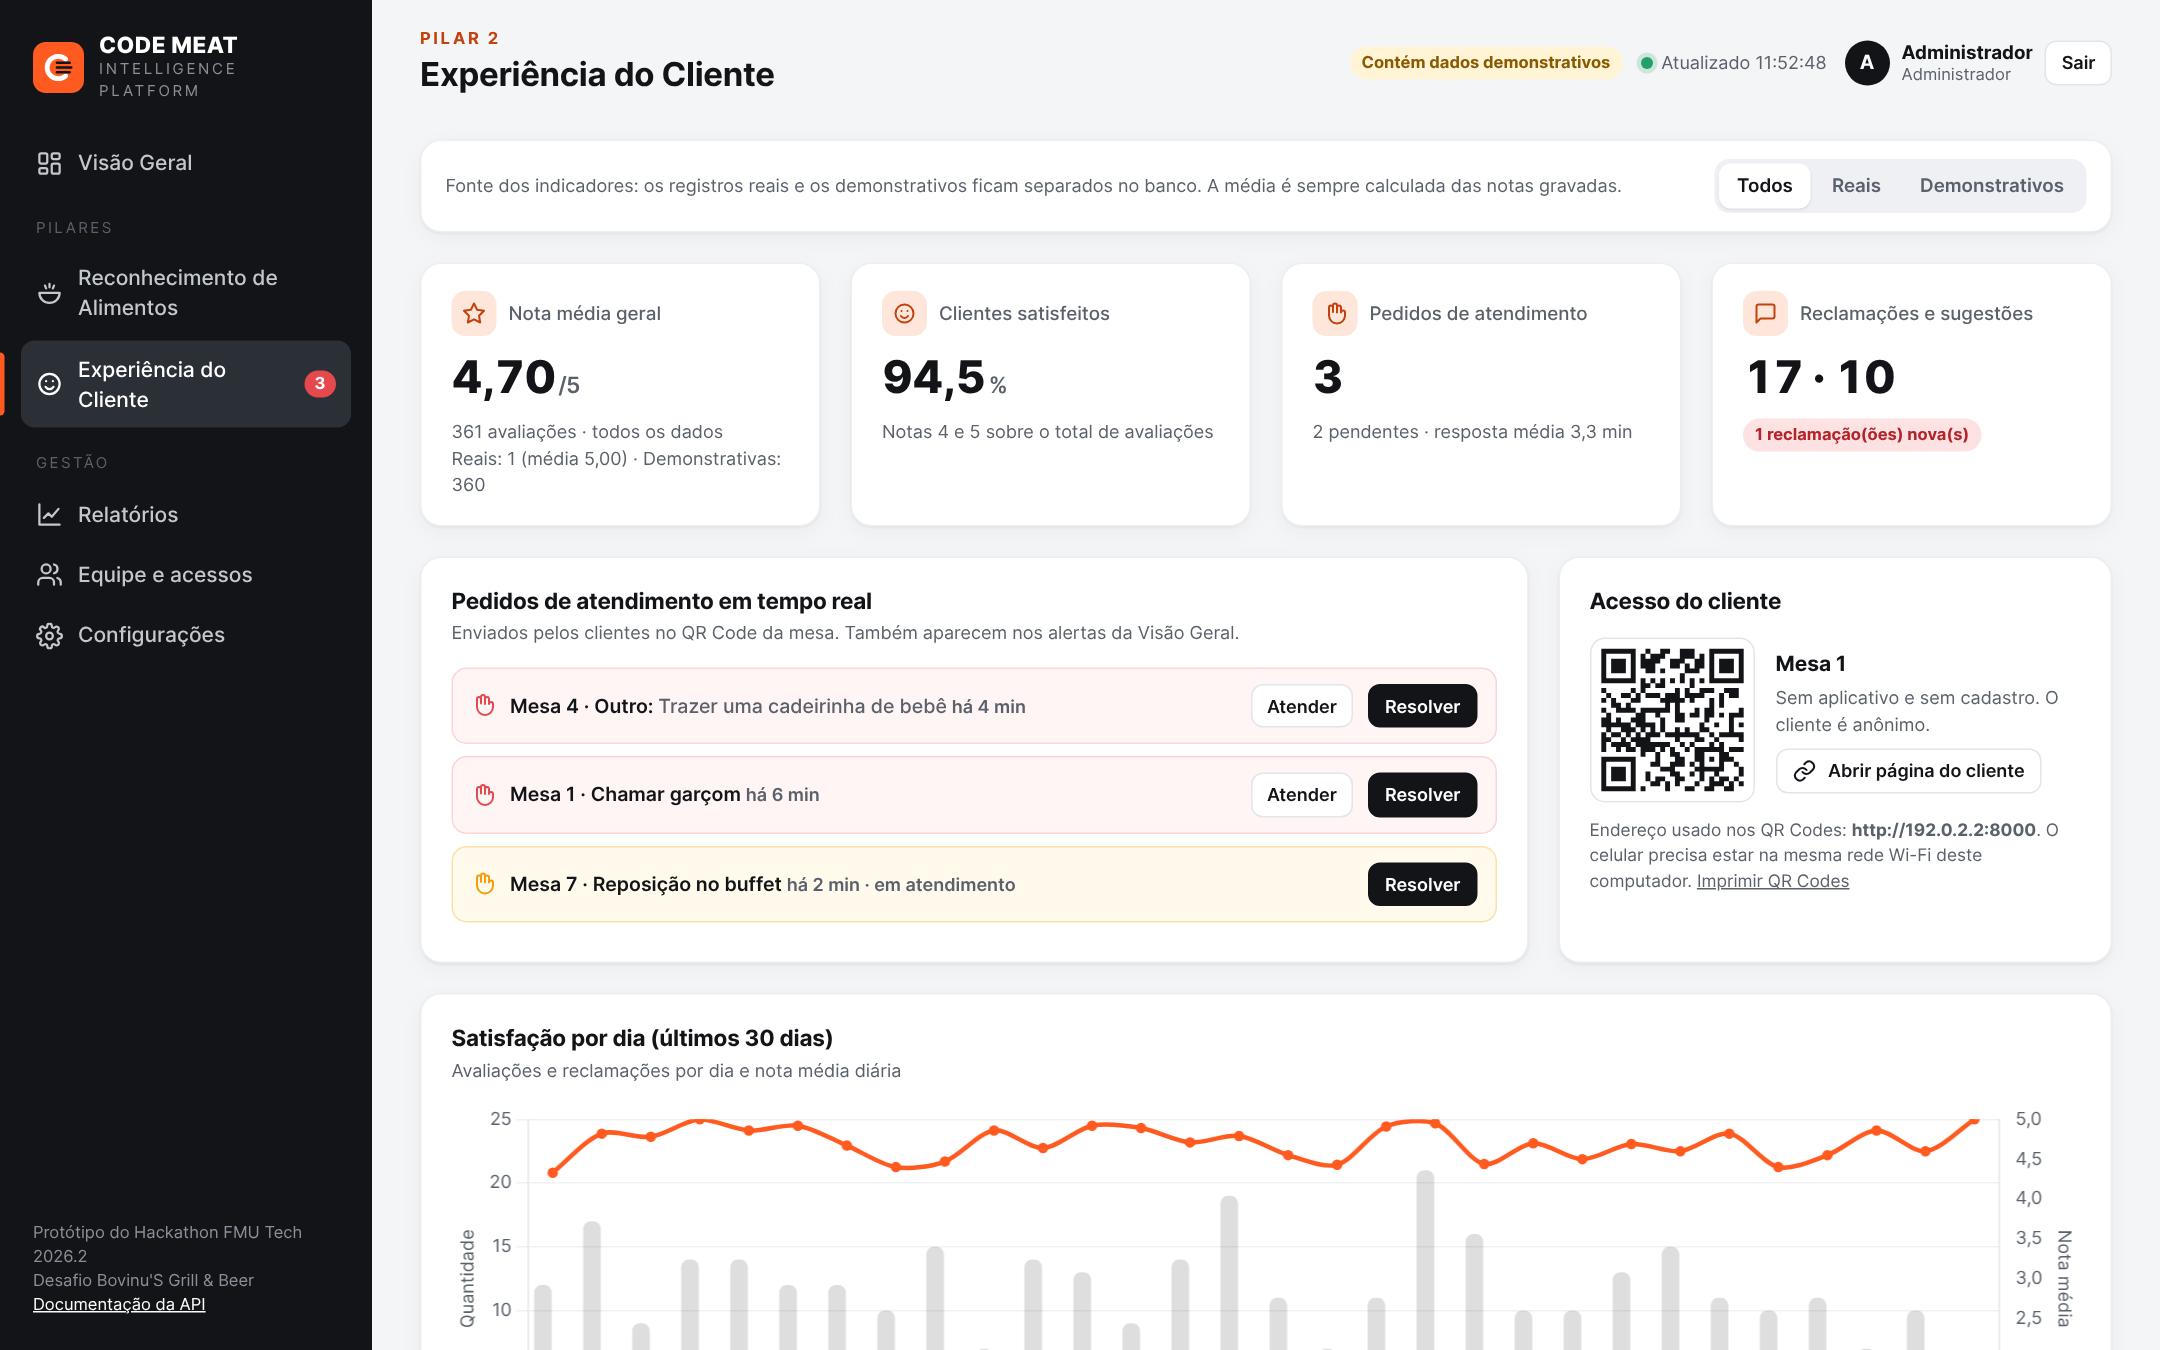 CODE MEAT
INTELLIGENCE
PLATFORM
Visão Geral
PILARES
Reconhecimento de
Alimentos
Experiência do
Cliente
3
GESTÃO
Relatórios
Equipe e acessos
Configurações
Protótipo do Hackathon FMU Tech
2026.2
Desafio Bovinu'S Grill & Beer
Documentação da API
PILAR 2
Experiência do Cliente
Contém dados demonstrativos
Atualizado 11:52:48
A
Administrador
Administrador
Sair
Fonte dos indicadores: os registros reais e os demonstrativos ficam separados no banco. A média é sempre calculada das notas gravadas.
Todos
Reais
Demonstrativos
Nota média geral
4,70/5
361 avaliações · todos os dados
Reais: 1 (média 5,00) · Demonstrativas:
360
Clientes satisfeitos
94,5%
Notas 4 e 5 sobre o total de avaliações
Pedidos de atendimento
3
2 pendentes · resposta média 3,3 min
Reclamações e sugestões
17 · 10
1 reclamação(ões) nova(s)
Pedidos de atendimento em tempo real
Enviados pelos clientes no QR Code da mesa. Também aparecem nos alertas da Visão Geral.
Mesa 4 · Outro: Trazer uma cadeirinha de bebê há 4 min
Atender
Resolver
Mesa 1 · Chamar garçom há 6 min
Atender
Resolver
Mesa 7 · Reposição no buffet há 2 min · em atendimento
Resolver
Acesso do cliente
Mesa 1
Sem aplicativo e sem cadastro. O
cliente é anônimo.
Abrir página do cliente
Endereço usado nos QR Codes: http://192.0.2.2:8000. O
celular precisa estar na mesma rede Wi-Fi deste
computador. Imprimir QR Codes
Satisfação por dia (últimos 30 dias)
Avaliações e reclamações por dia e nota média diária
25
20
15
10
Quantidade
5,0
4,5
4,0
3,5
3,0
2,5
Nota média